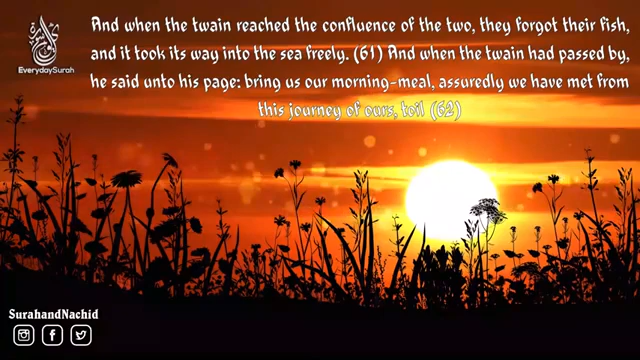 And when the twain reached the confluence of the two, they forgot their fish,
and it took its way into the sea freely. (61) And when the twain had passed by,
he said unto his page: bring us our morning-meal, assuredly we have met from
this journey of ours, toil (62)
EverydaySurah
SurahandNachid